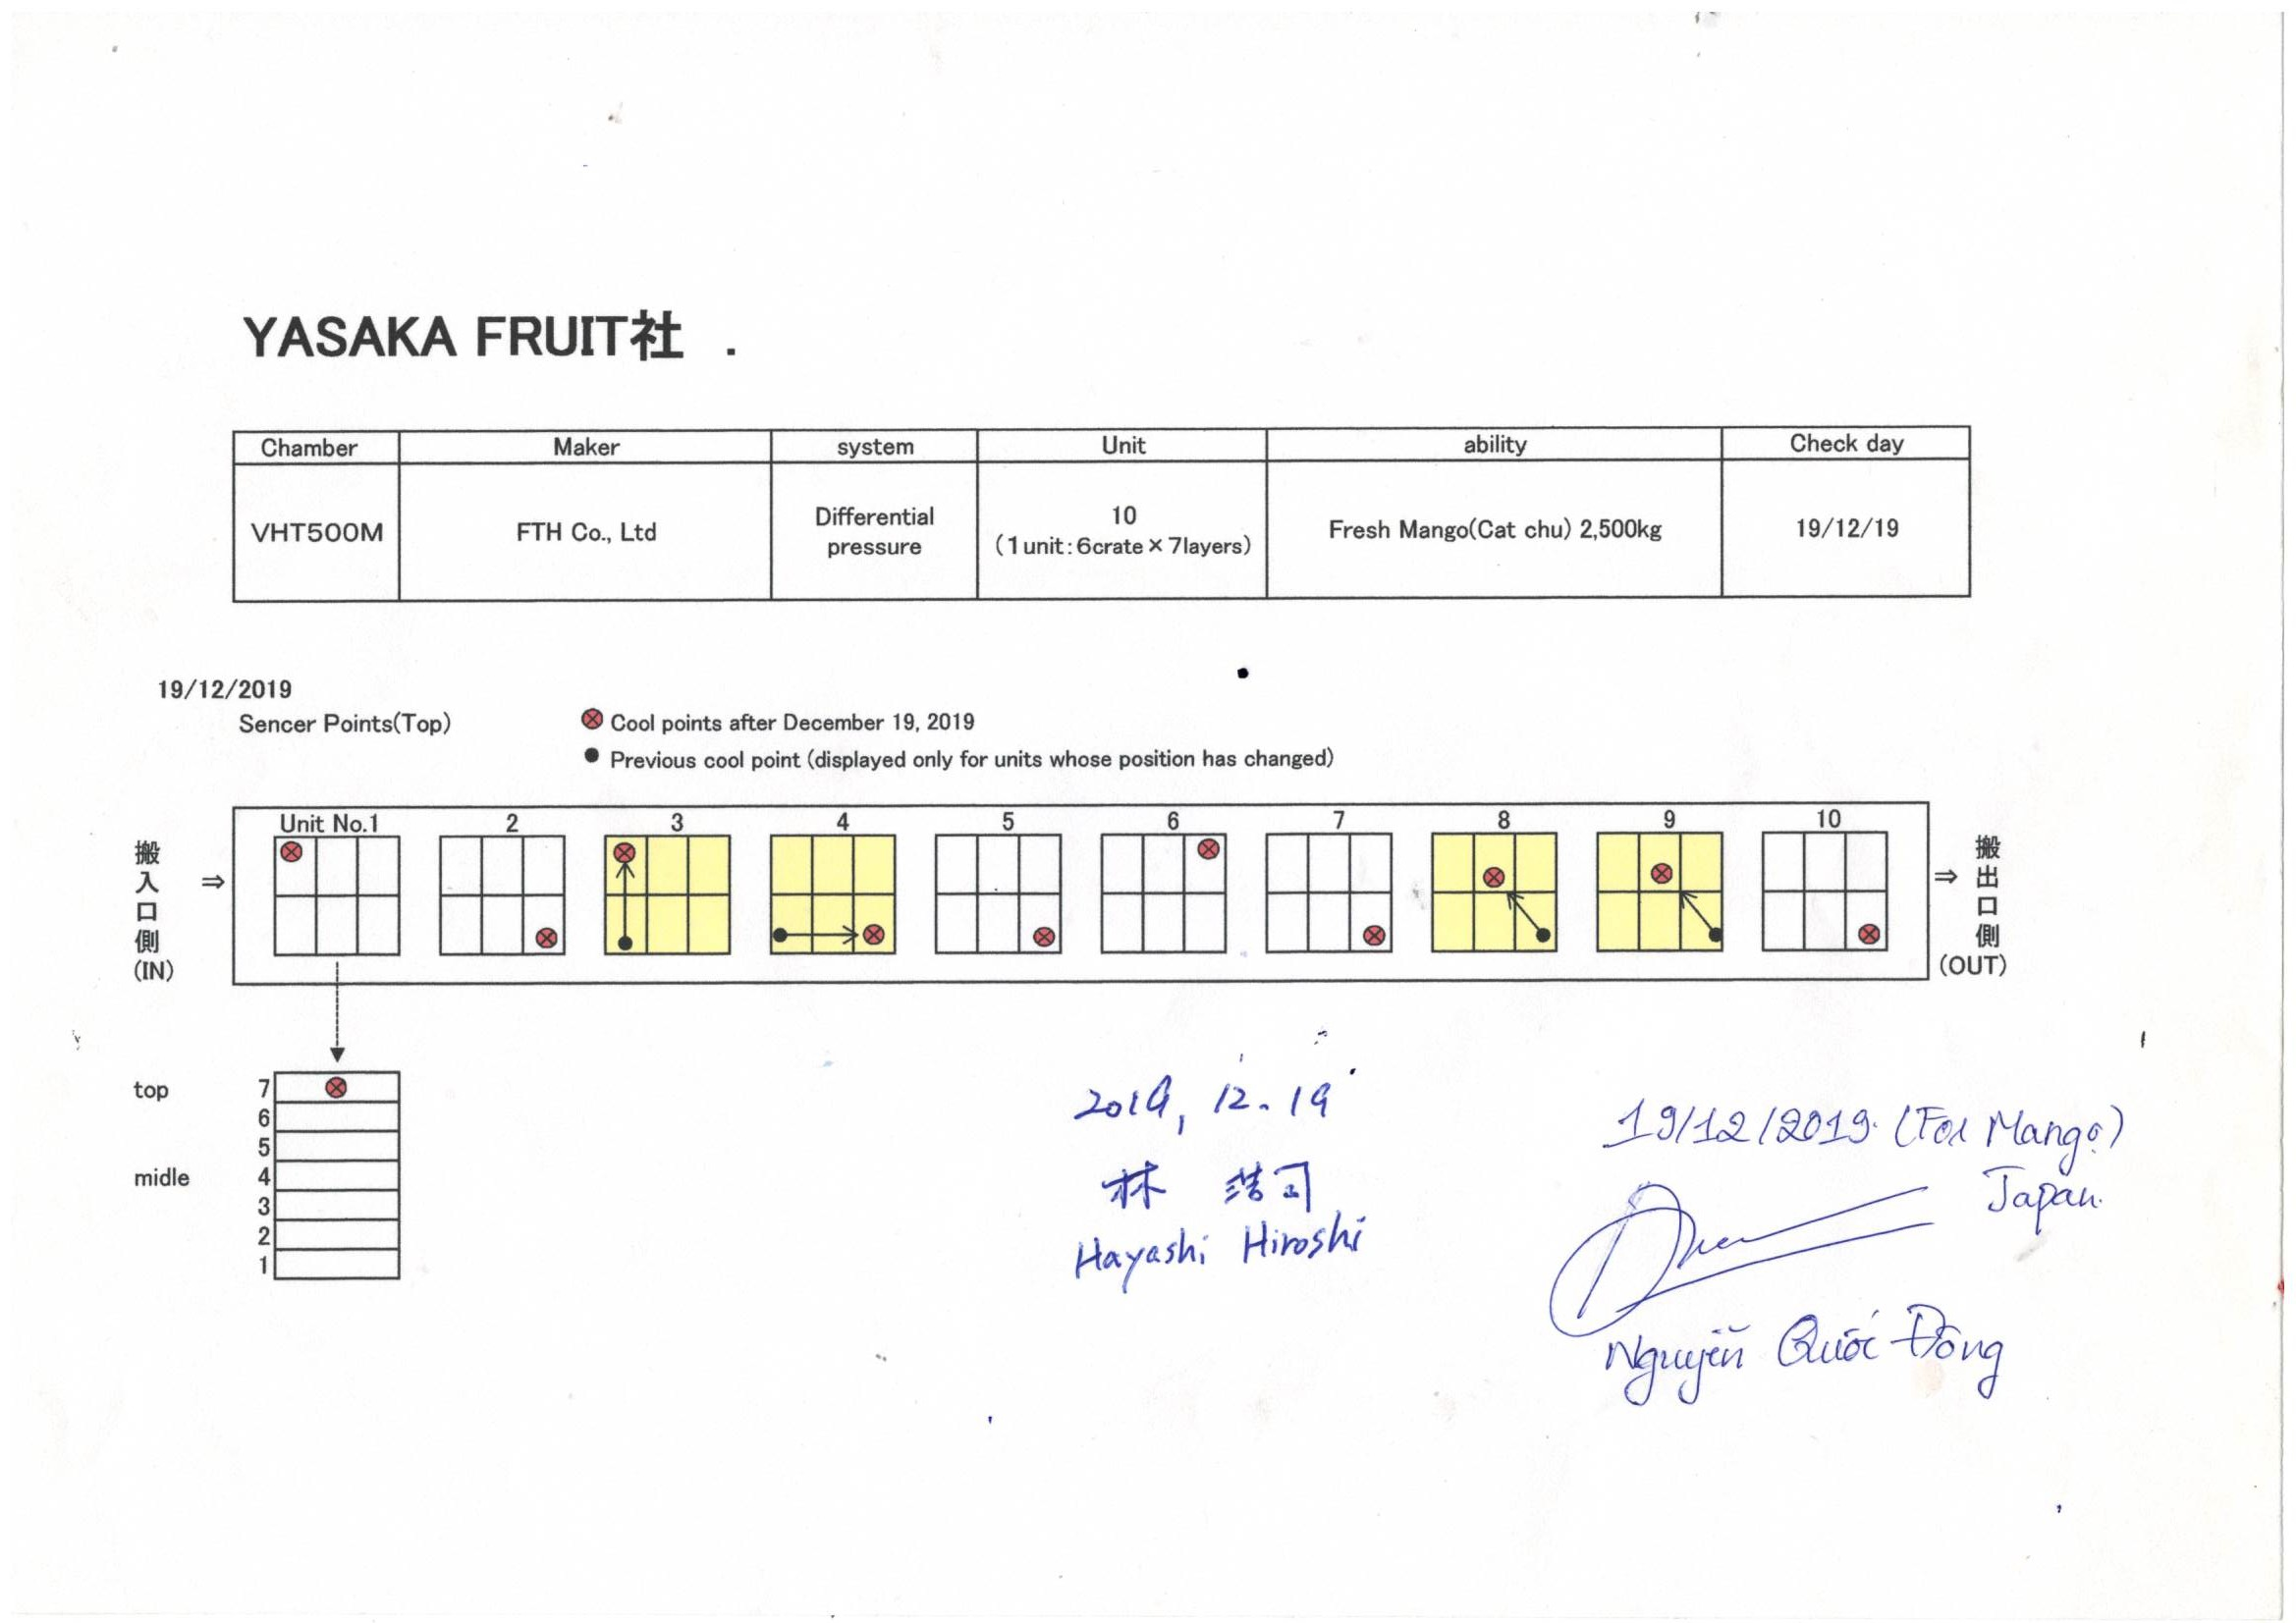 YASAKA FRUIT社 .
Chamber Maker system Unit ability Check day
VHT500M FTH Co., Ltd Differential pressure 10 (1unit:6crate×7layers) Fresh Mango(Cat chu) 2,500kg 19/12/19
19/12/2019
Sencer Points(Top)
Cool points after December 19, 2019
Previous cool point (displayed only for units whose position has changed)
搬入口側 (IN) ⇒
Unit No.1 2 3 4 5 6 7 8 9 10
⇒ 搬出口側 (OUT)
top 7
6
5
midle 4
3
2
1
2019, 12. 19
林 浩司
Hayashi Hiroshi
19/12/2019. (For Mango)
Japan.
Nguyễn Quốc Đông